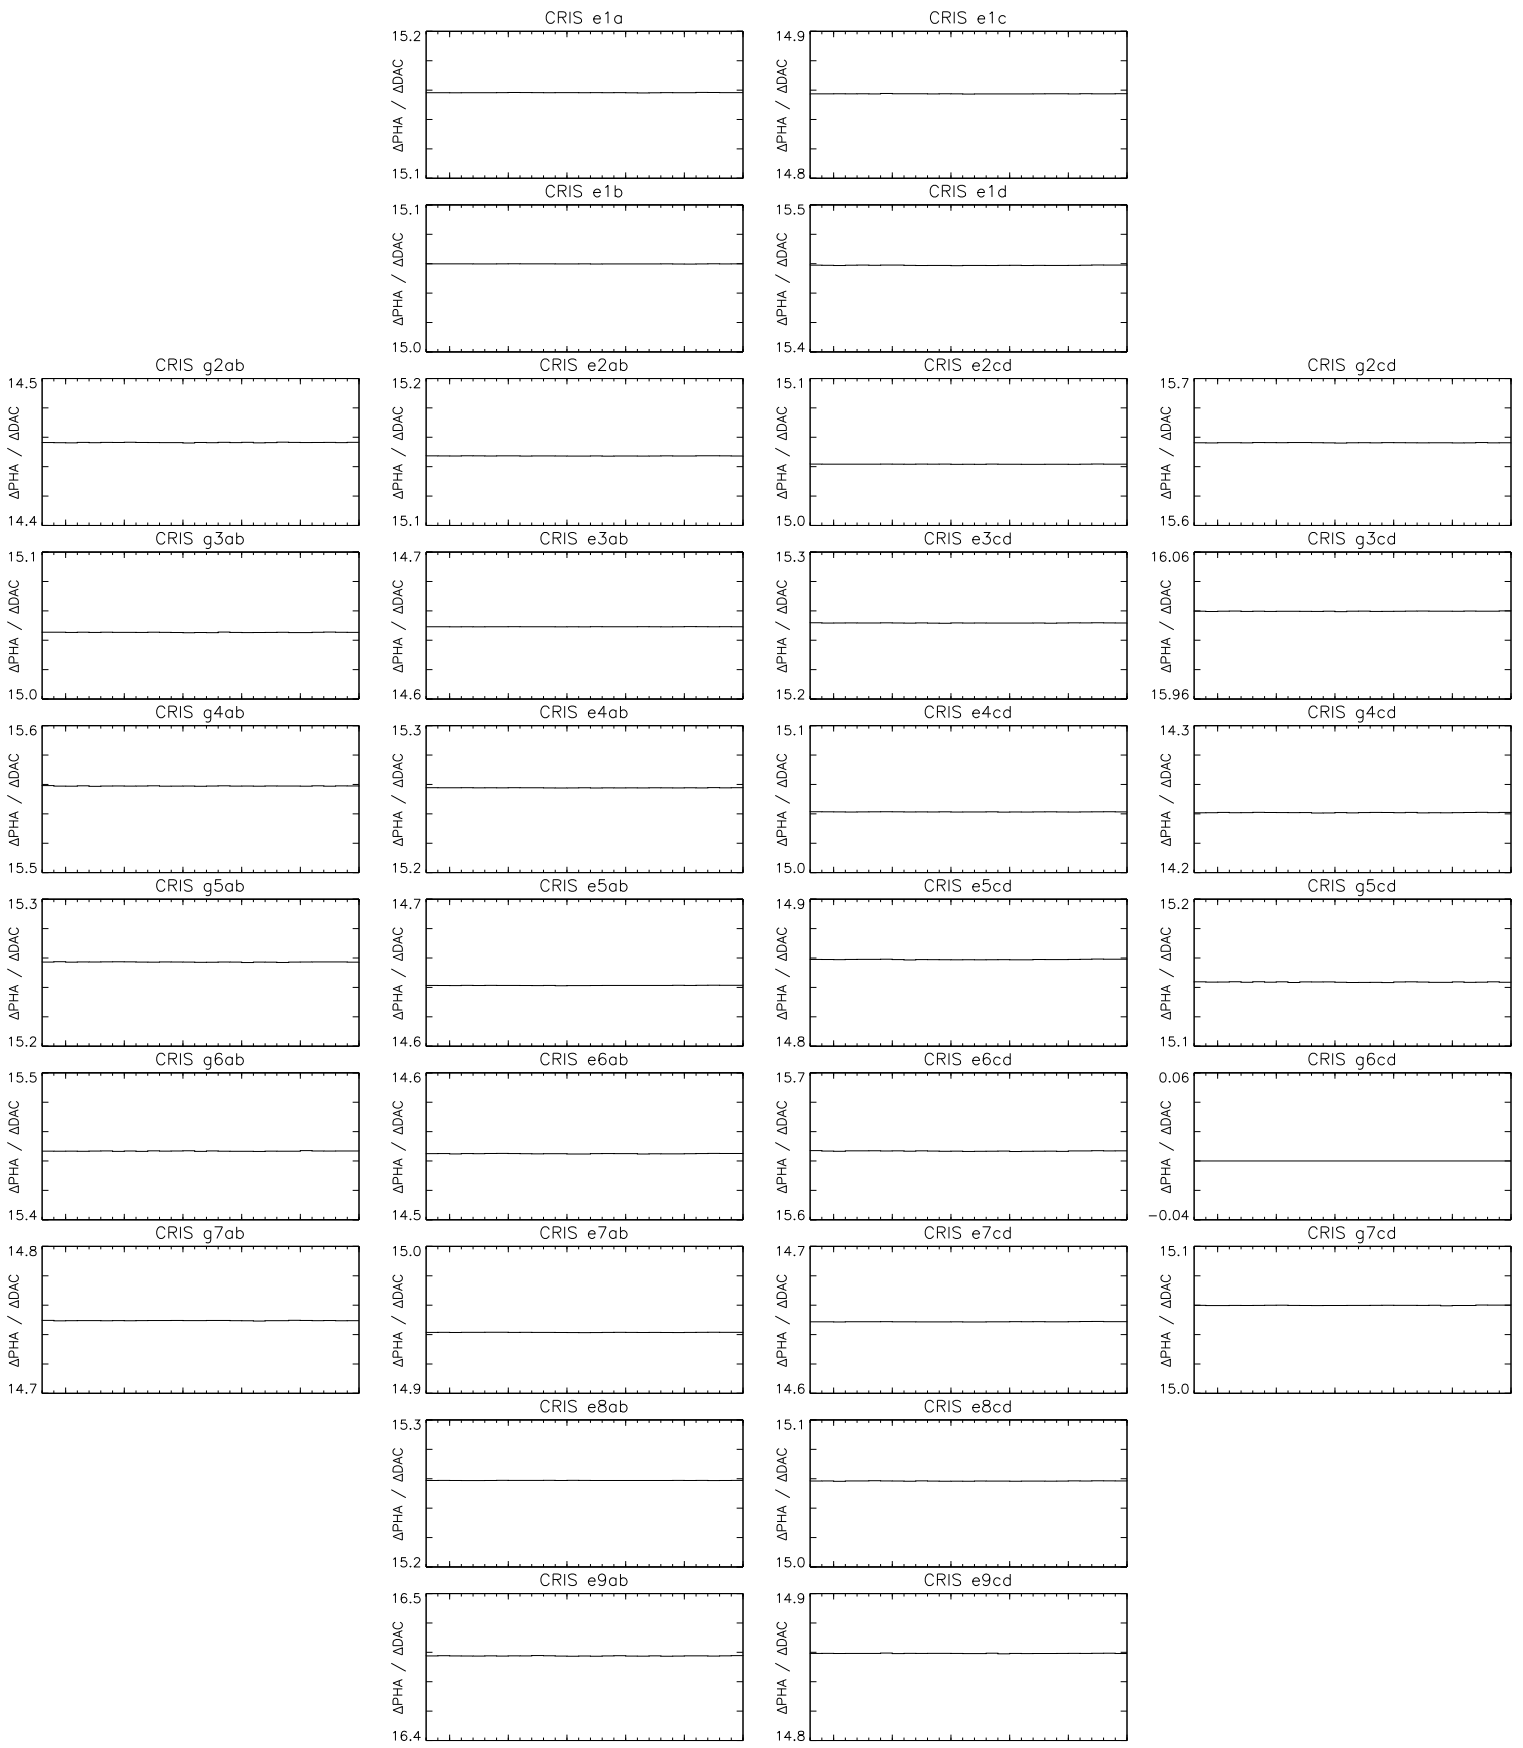 CRIS e1a
15.2
ΔPHA / ΔDAC
15.1
CRIS e1c
14.9
ΔPHA / ΔDAC
14.8
CRIS e1b
15.1
ΔPHA / ΔDAC
15.0
CRIS e1d
15.5
ΔPHA / ΔDAC
15.4
CRIS g2ab
14.5
ΔPHA / ΔDAC
14.4
CRIS e2ab
15.2
ΔPHA / ΔDAC
15.1
CRIS e2cd
15.1
ΔPHA / ΔDAC
15.0
CRIS g2cd
15.7
ΔPHA / ΔDAC
15.6
CRIS g3ab
15.1
ΔPHA / ΔDAC
15.0
CRIS e3ab
14.7
ΔPHA / ΔDAC
14.6
CRIS e3cd
15.3
ΔPHA / ΔDAC
15.2
CRIS g3cd
16.06
ΔPHA / ΔDAC
15.96
CRIS g4ab
15.6
ΔPHA / ΔDAC
15.5
CRIS e4ab
15.3
ΔPHA / ΔDAC
15.2
CRIS e4cd
15.1
ΔPHA / ΔDAC
15.0
CRIS g4cd
14.3
ΔPHA / ΔDAC
14.2
CRIS g5ab
15.3
ΔPHA / ΔDAC
15.2
CRIS e5ab
14.7
ΔPHA / ΔDAC
14.6
CRIS e5cd
14.9
ΔPHA / ΔDAC
14.8
CRIS g5cd
15.2
ΔPHA / ΔDAC
15.1
CRIS g6ab
15.5
ΔPHA / ΔDAC
15.4
CRIS e6ab
14.6
ΔPHA / ΔDAC
14.5
CRIS e6cd
15.7
ΔPHA / ΔDAC
15.6
CRIS g6cd
0.06
ΔPHA / ΔDAC
−0.04
CRIS g7ab
14.8
ΔPHA / ΔDAC
14.7
CRIS e7ab
15.0
ΔPHA / ΔDAC
14.9
CRIS e7cd
14.7
ΔPHA / ΔDAC
14.6
CRIS g7cd
15.1
ΔPHA / ΔDAC
15.0
CRIS e8ab
15.3
ΔPHA / ΔDAC
15.2
CRIS e8cd
15.1
ΔPHA / ΔDAC
15.0
CRIS e9ab
16.5
ΔPHA / ΔDAC
16.4
CRIS e9cd
14.9
ΔPHA / ΔDAC
14.8